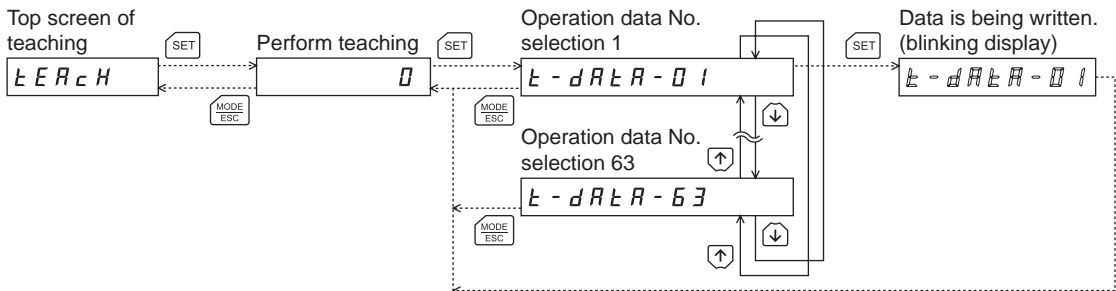 Top screen of
teaching
SET
tEAcH
MODE
ESC
Perform teaching
0
SET
MODE
ESC
Operation data No.
selection 1
t-dAtA-01
Operation data No.
selection 63
t-dAtA-63
MODE
ESC
SET
Data is being written.
(blinking display)
t-dAtA-01